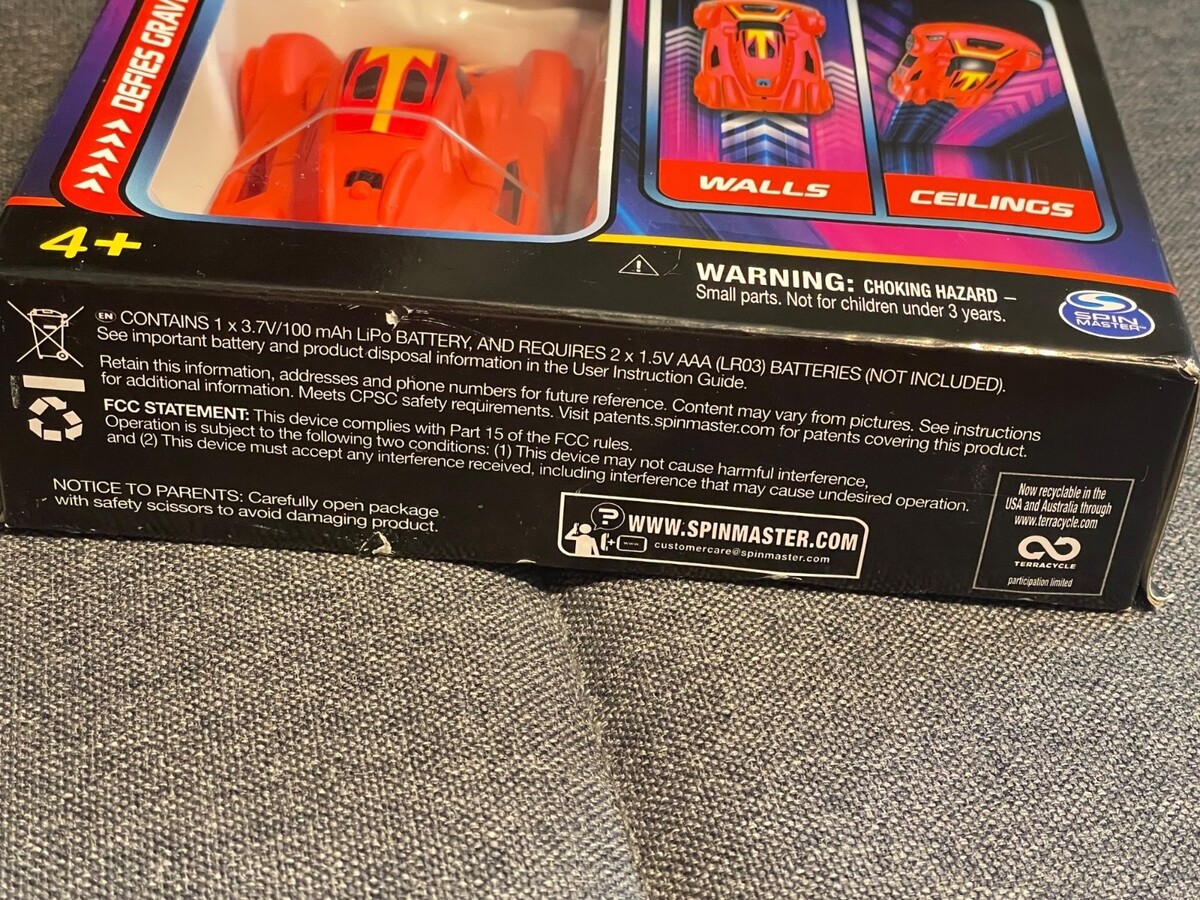 DEFIES
WALLS
CEILINGS
4+
WARNING: CHOKING HAZARD –
Small parts. Not for children under 3 years.
SPIN
MASTER™
EN CONTAINS 1 x 3.7V/100 mAh LiPo BATTERY, AND REQUIRES 2 x 1.5V AAA (LR03) BATTERIES (NOT INCLUDED).
See important battery and product disposal information in the User Instruction Guide.
Retain this information, addresses and phone numbers for future reference. Content may vary from pictures. See instructions
for additional information. Meets CPSC safety requirements. Visit patents.spinmaster.com for patents covering this product.
FCC STATEMENT: This device complies with Part 15 of the FCC rules.
Operation is subject to the following two conditions: (1) This device may not cause harmful interference,
and (2) This device must accept any interference received, including interference that may cause undesired operation.
NOTICE TO PARENTS: Carefully open package
with safety scissors to avoid damaging product.
? WWW.SPINMASTER.COM
customercare@spinmaster.com
Now recyclable in the
USA and Australia through
www.terracycle.com
TERRACYCLE
participation limited